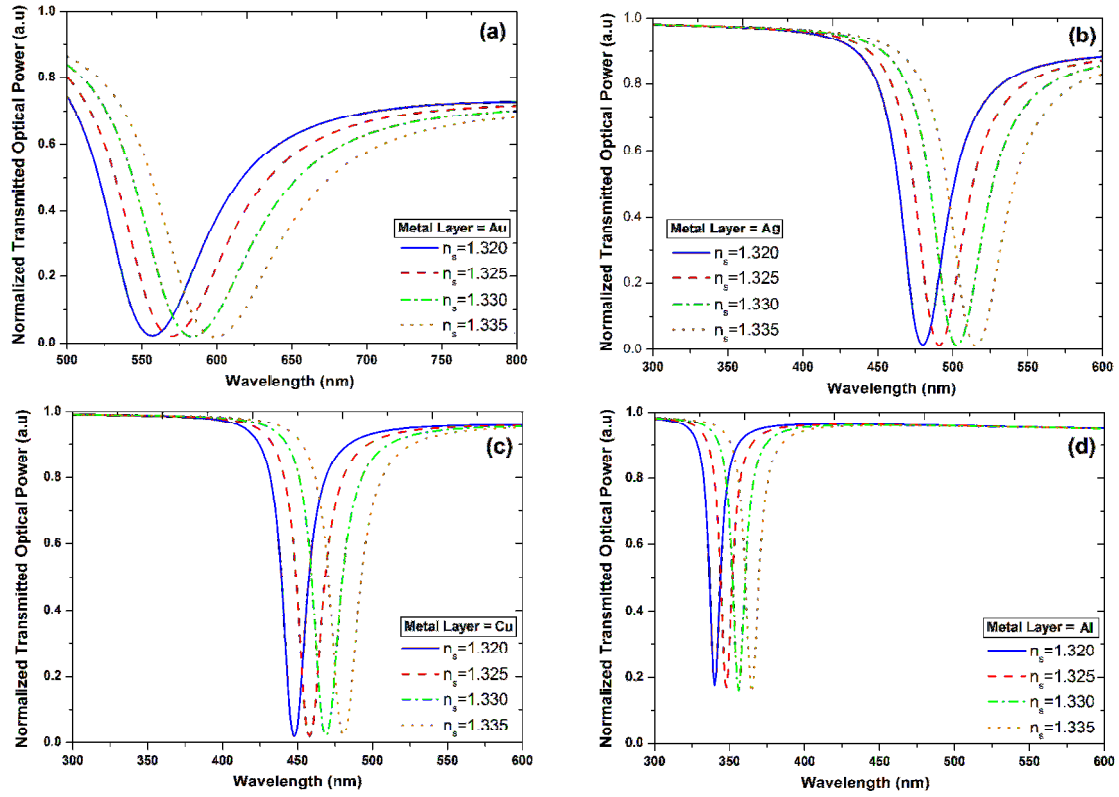 (a)
Normalized Transmitted Optical Power (a.u)
1.0
0.8
0.6
0.4
0.2
0.0
Metal Layer = Au
ns=1.320
ns=1.325
ns=1.330
ns=1.335
500 550 600 650 700 750 800
Wavelength (nm)
(b)
Normalized Transmitted Optical Power (a.u)
1.0
0.8
0.6
0.4
0.2
0.0
Metal Layer = Ag
ns=1.320
ns=1.325
ns=1.330
ns=1.335
300 350 400 450 500 550 600
Wavelength (nm)
(c)
Normalized Transmitted Optical Power (a.u)
1.0
0.8
0.6
0.4
0.2
0.0
Metal Layer = Cu
ns=1.320
ns=1.325
ns=1.330
ns=1.335
300 350 400 450 500 550 600
Wavelength (nm)
(d)
Normalized Transmitted Optical Power (a.u)
1.0
0.8
0.6
0.4
0.2
0.0
Metal Layer = Al
ns=1.320
ns=1.325
ns=1.330
ns=1.335
300 350 400 450 500 550 600
Wavelength (nm)